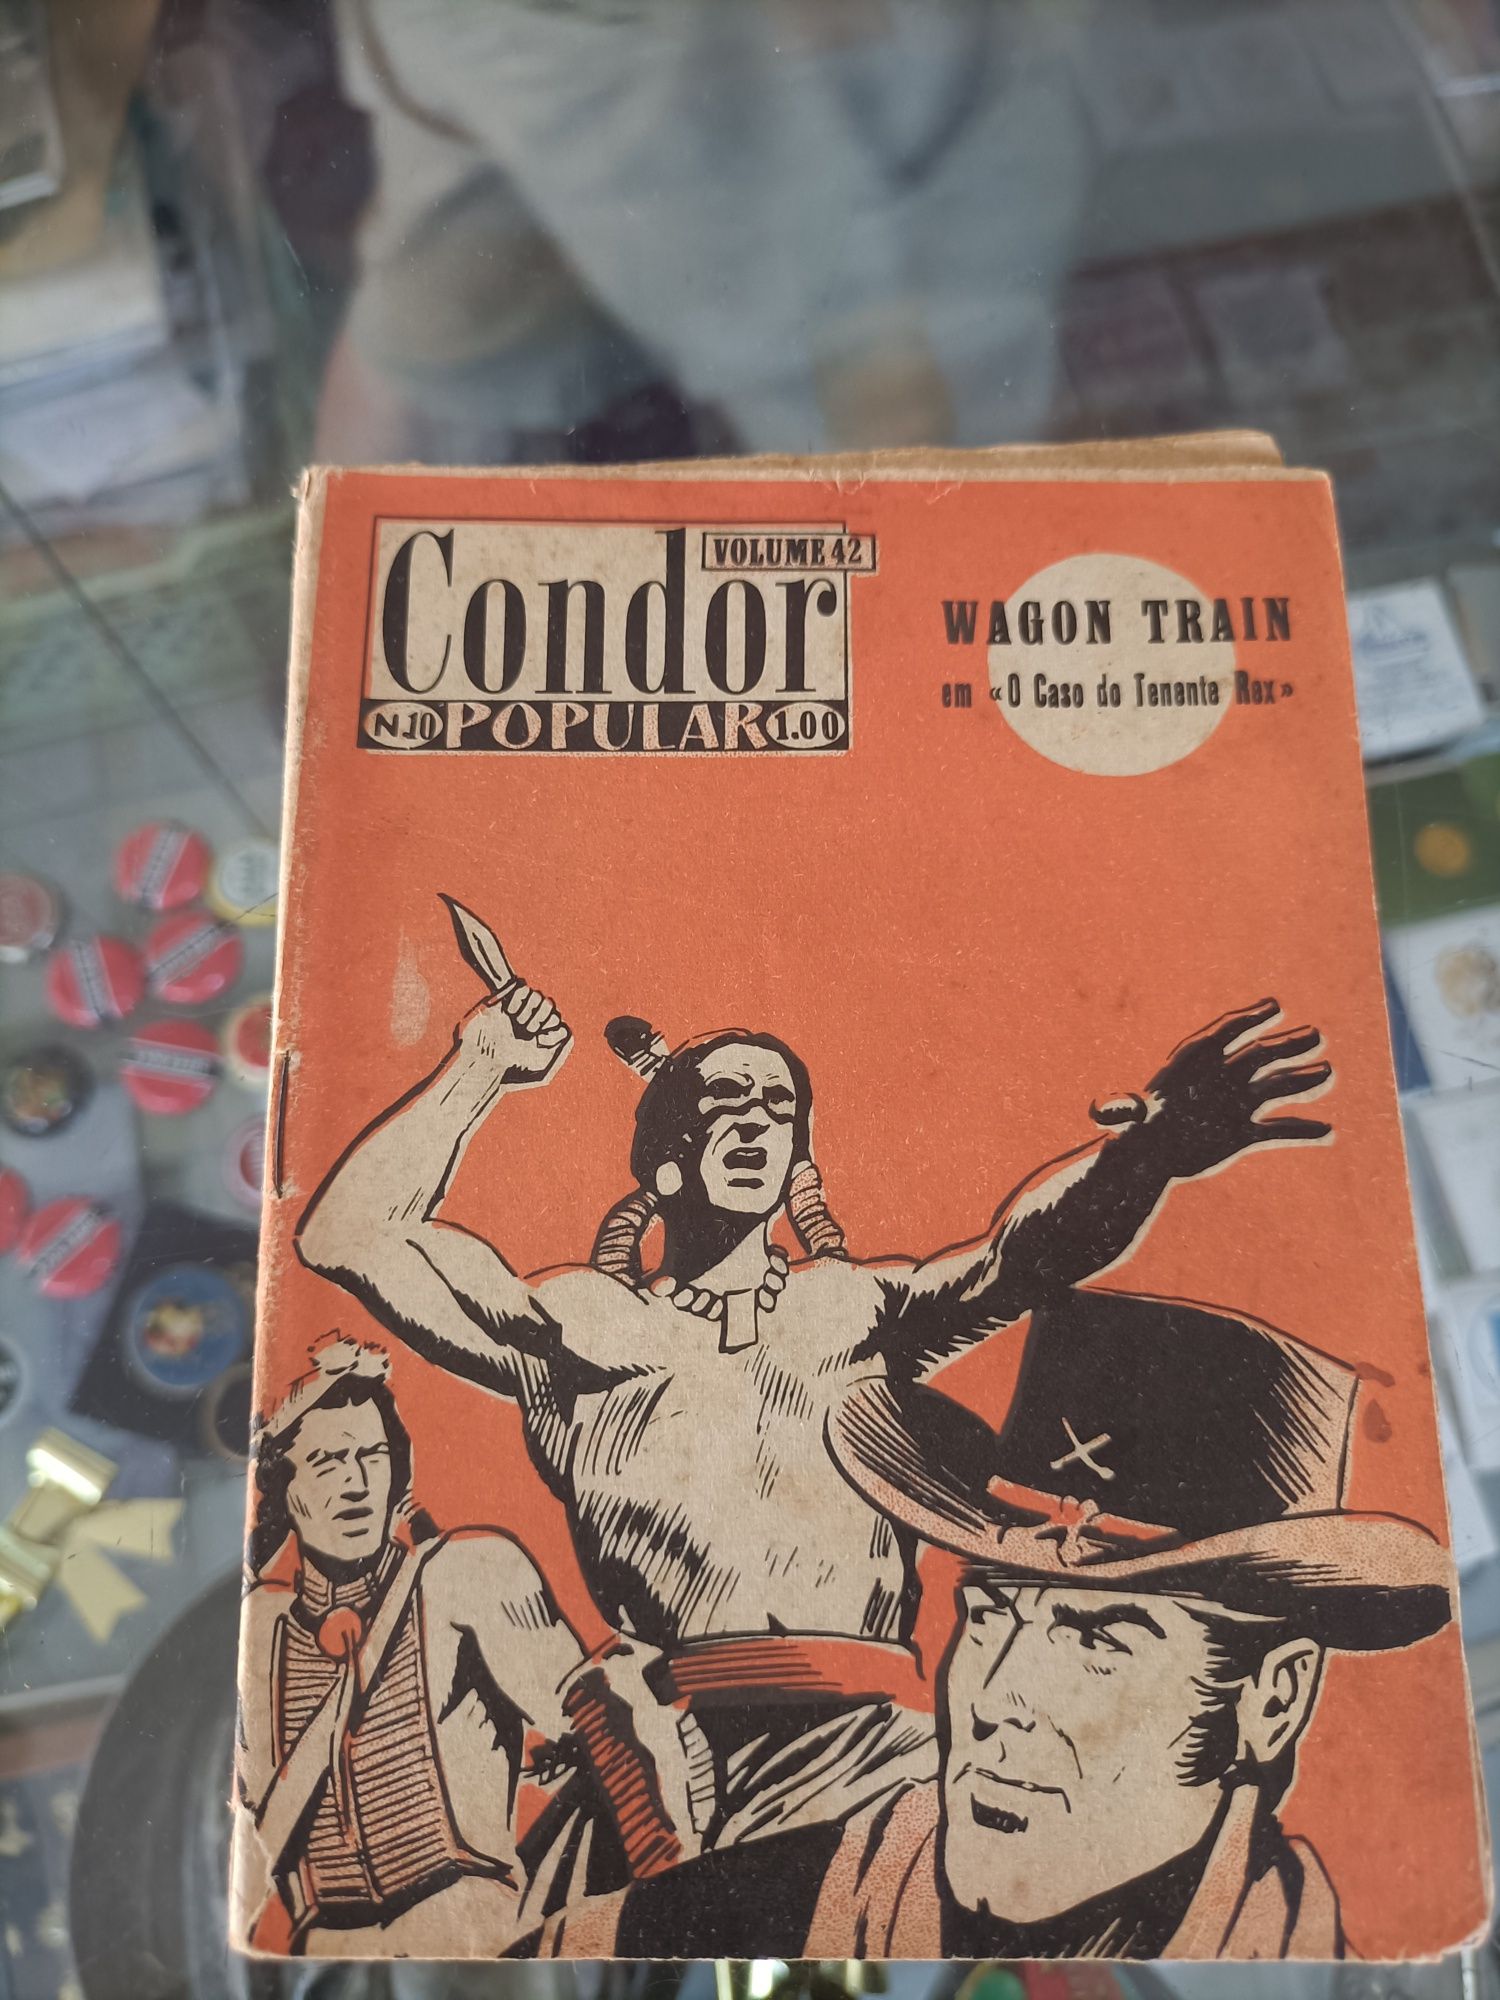 Condor
VOLUME 42
N.10 POPULAR 1.00
WAGON TRAIN
em «O Caso do Tenente Rex»